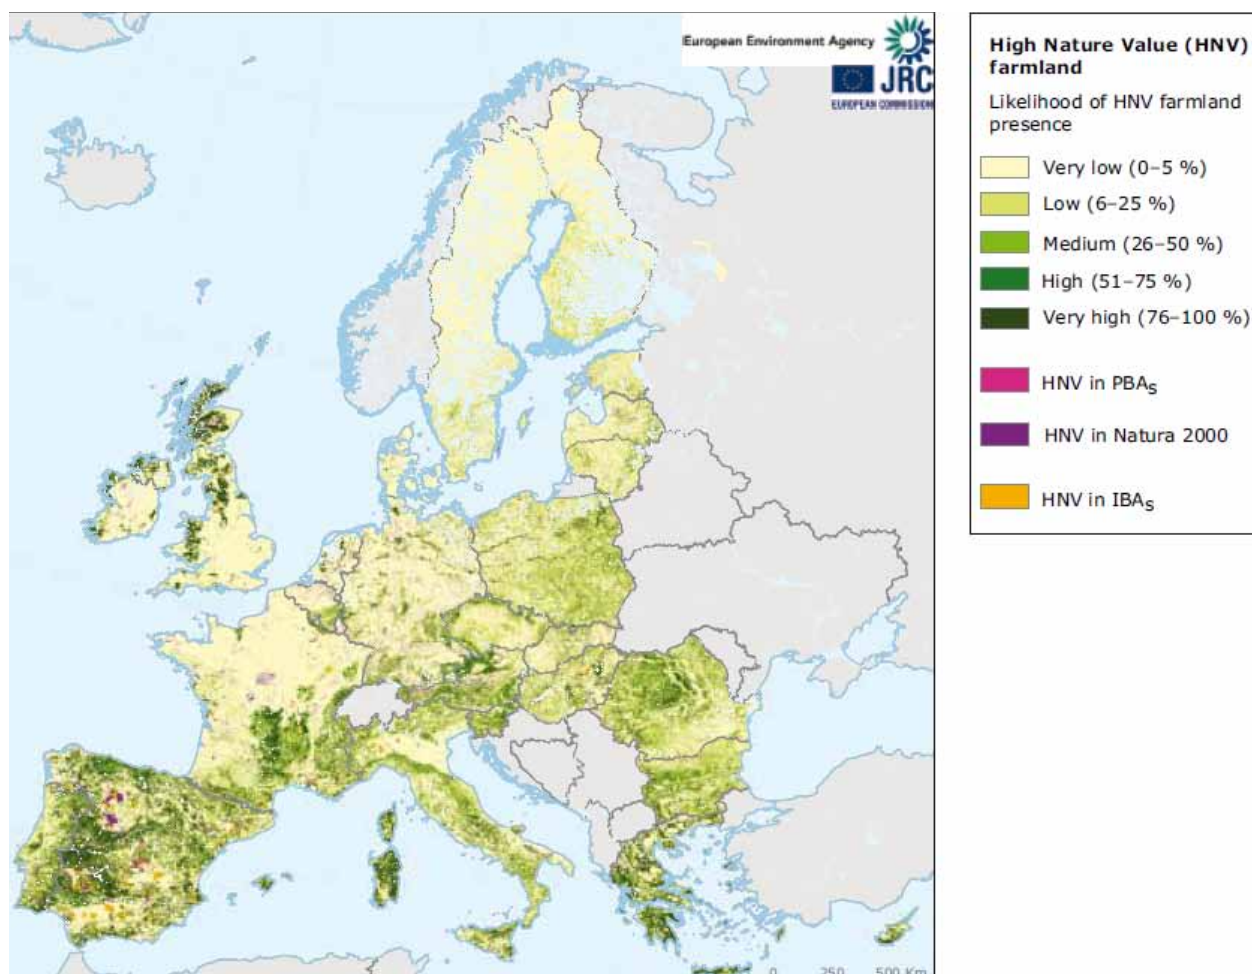 European Environment Agency
JRC
EUROPEAN COMMISSION
High Nature Value (HNV)
farmland
Likelihood of HNV farmland
presence
Very low (0–5 %)
Low (6–25 %)
Medium (26–50 %)
High (51–75 %)
Very high (76–100 %)
HNV in PBAs
HNV in Natura 2000
HNV in IBAs
0 250 500 Km